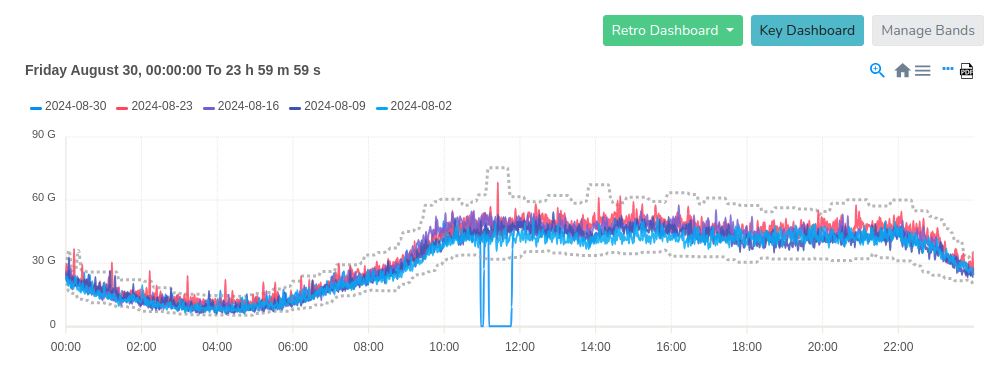 Retro Dashboard Key Dashboard Manage Bands
Friday August 30, 00:00:00 To 23 h 59 m 59 s
PDF
2024-08-30 2024-08-23 2024-08-16 2024-08-09 2024-08-02
90 G
60 G
30 G
0
00:00 02:00 04:00 06:00 08:00 10:00 12:00 14:00 16:00 18:00 20:00 22:00